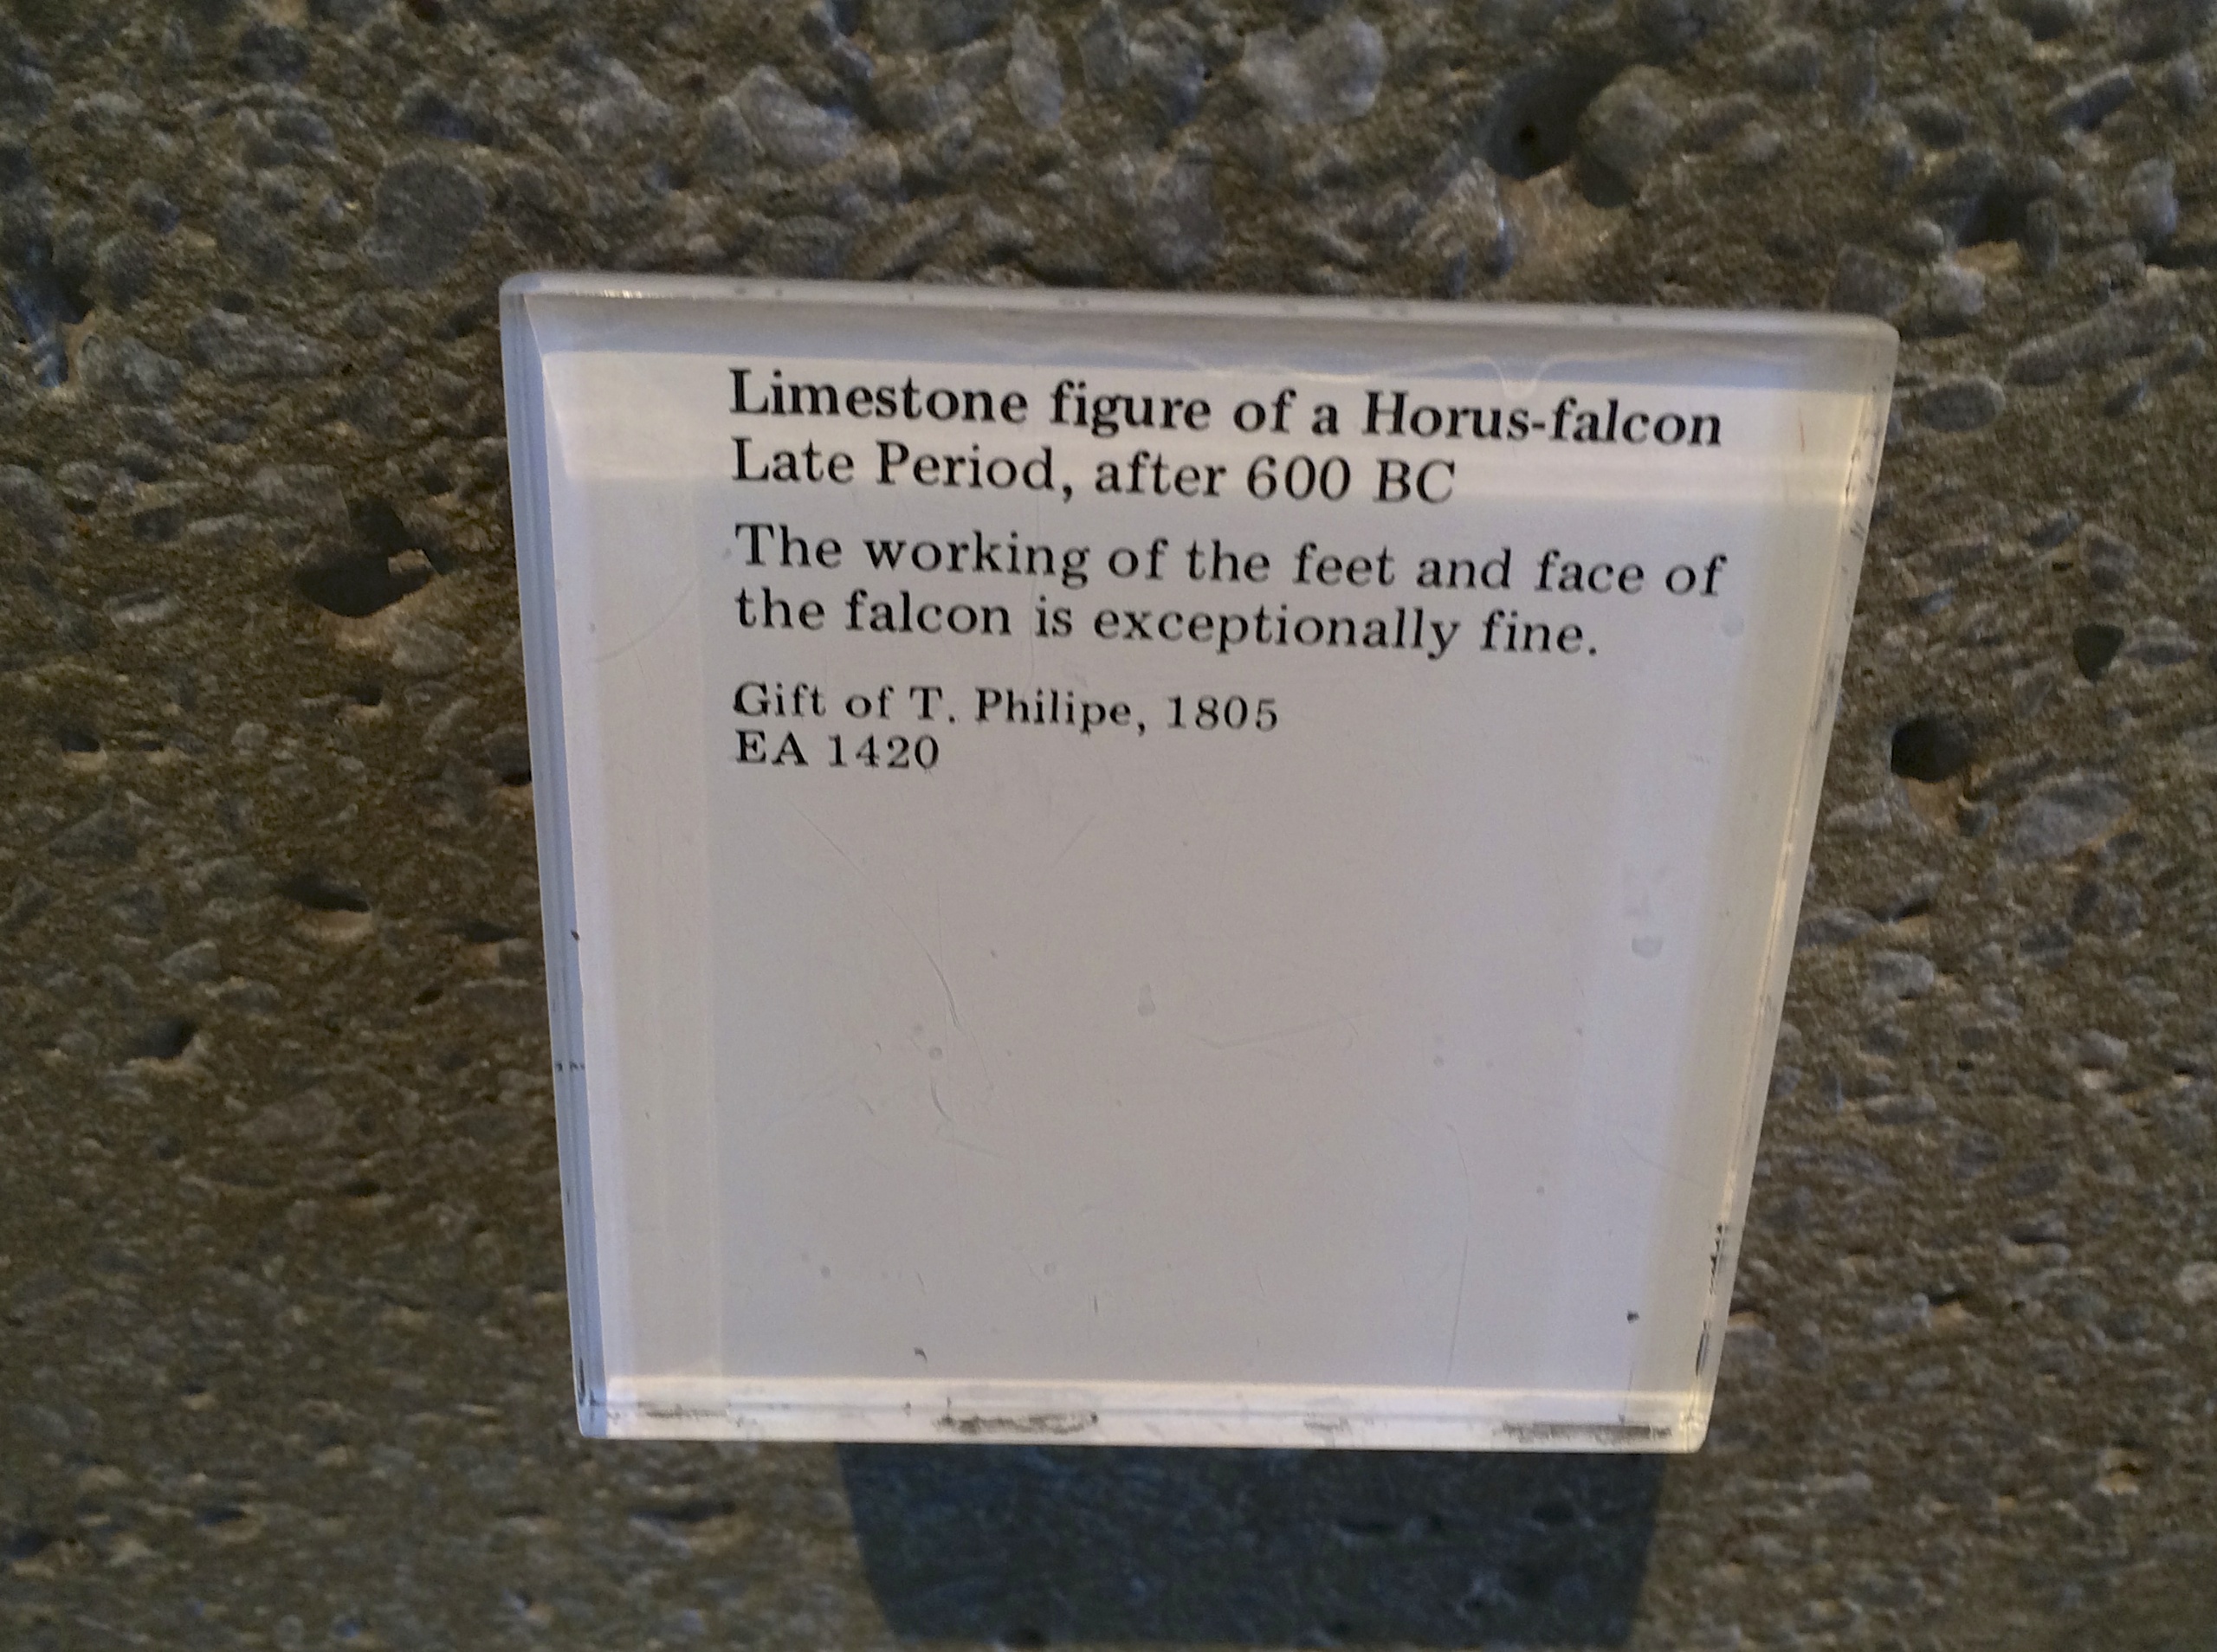 Limestone figure of a Horus-falcon
Late Period, after 600 BC
The working of the feet and face of
the falcon is exceptionally fine.
Gift of T. Philipe, 1805
EA 1420